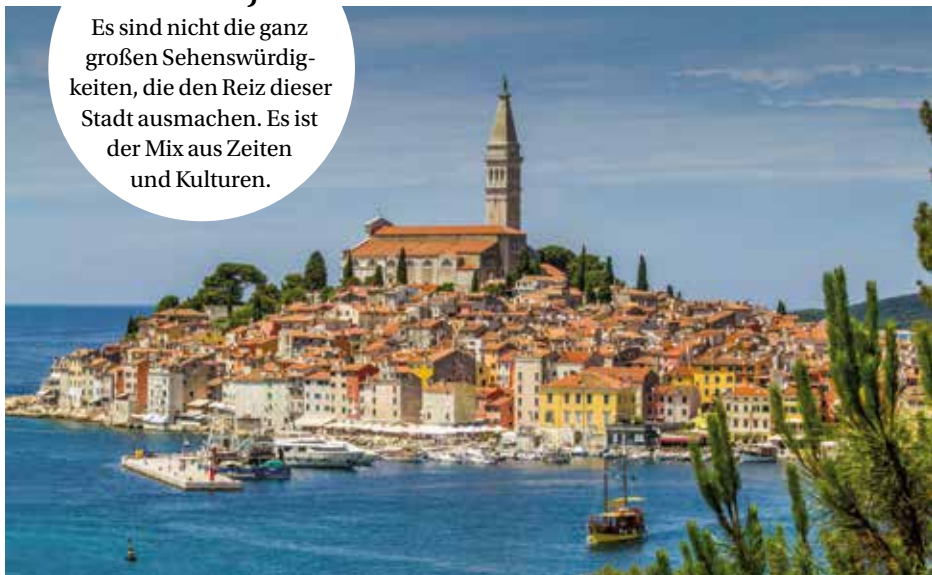 Es sind nicht die ganz
großen Sehenswürdig-
keiten, die den Reiz dieser
Stadt ausmachen. Es ist
der Mix aus Zeiten
und Kulturen.